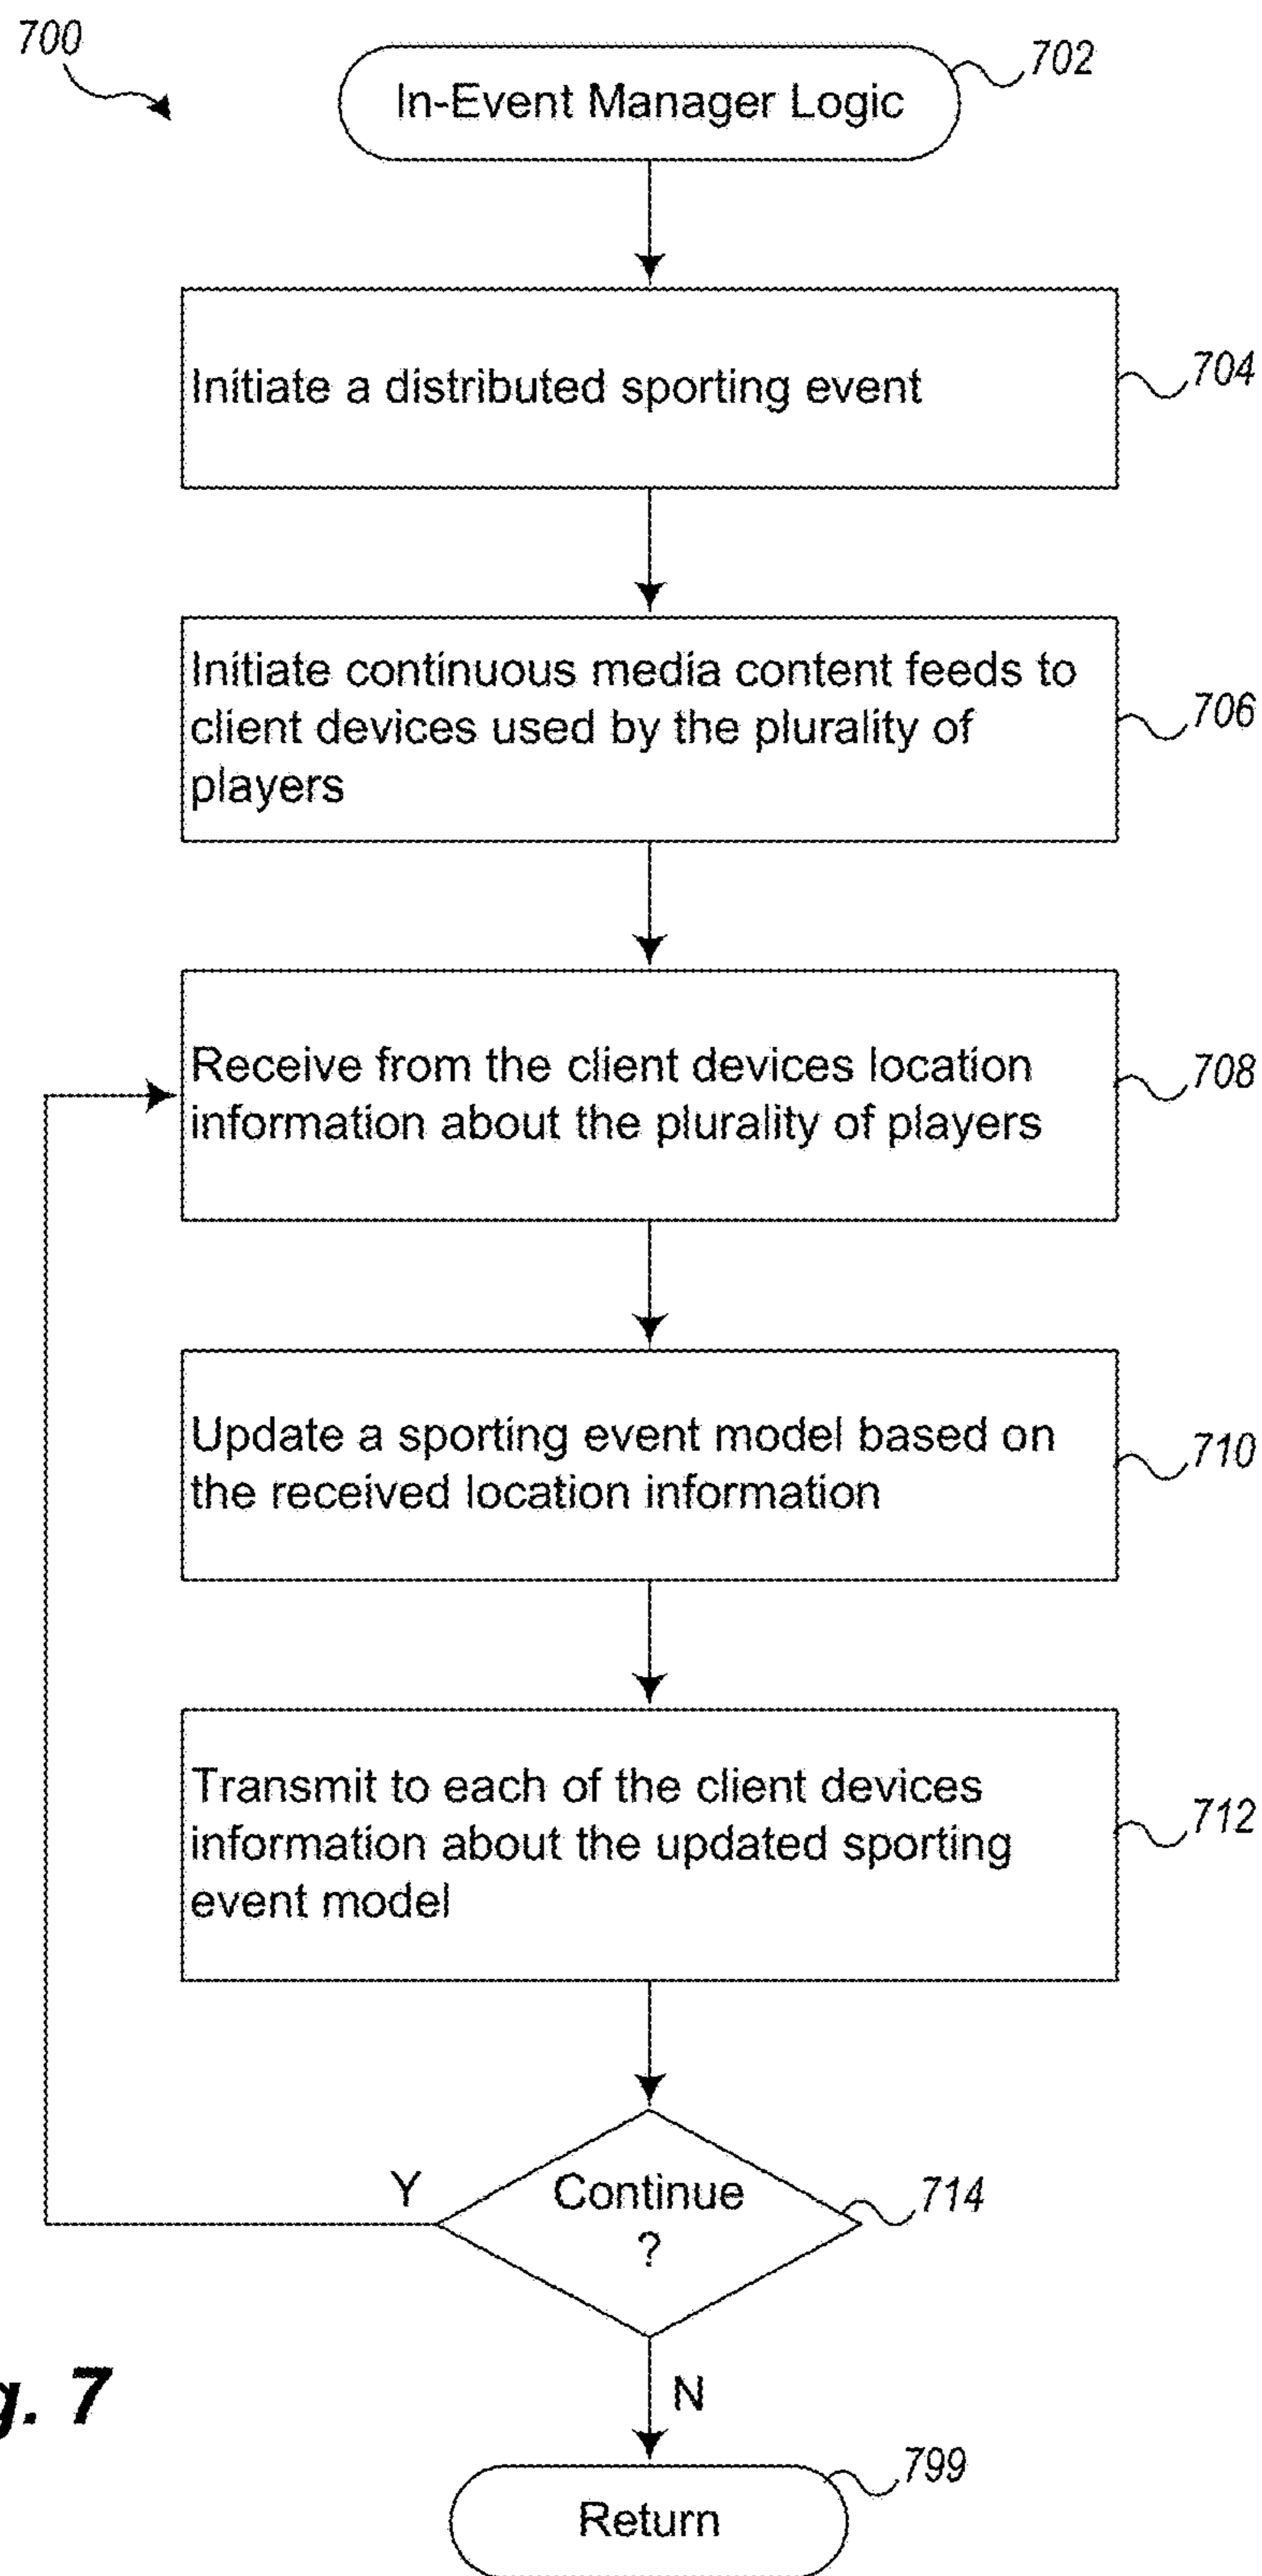 700
In-Event Manager Logic
702
Initiate a distributed sporting event
704
Initiate continuous media content feeds to
client devices used by the plurality of
players
706
Receive from the client devices location
information about the plurality of players
708
Update a sporting event model based on
the received location information
710
Transmit to each of the client devices
information about the updated sporting
event model
712
Y
Continue
?
714
N
g. 7
Return
799